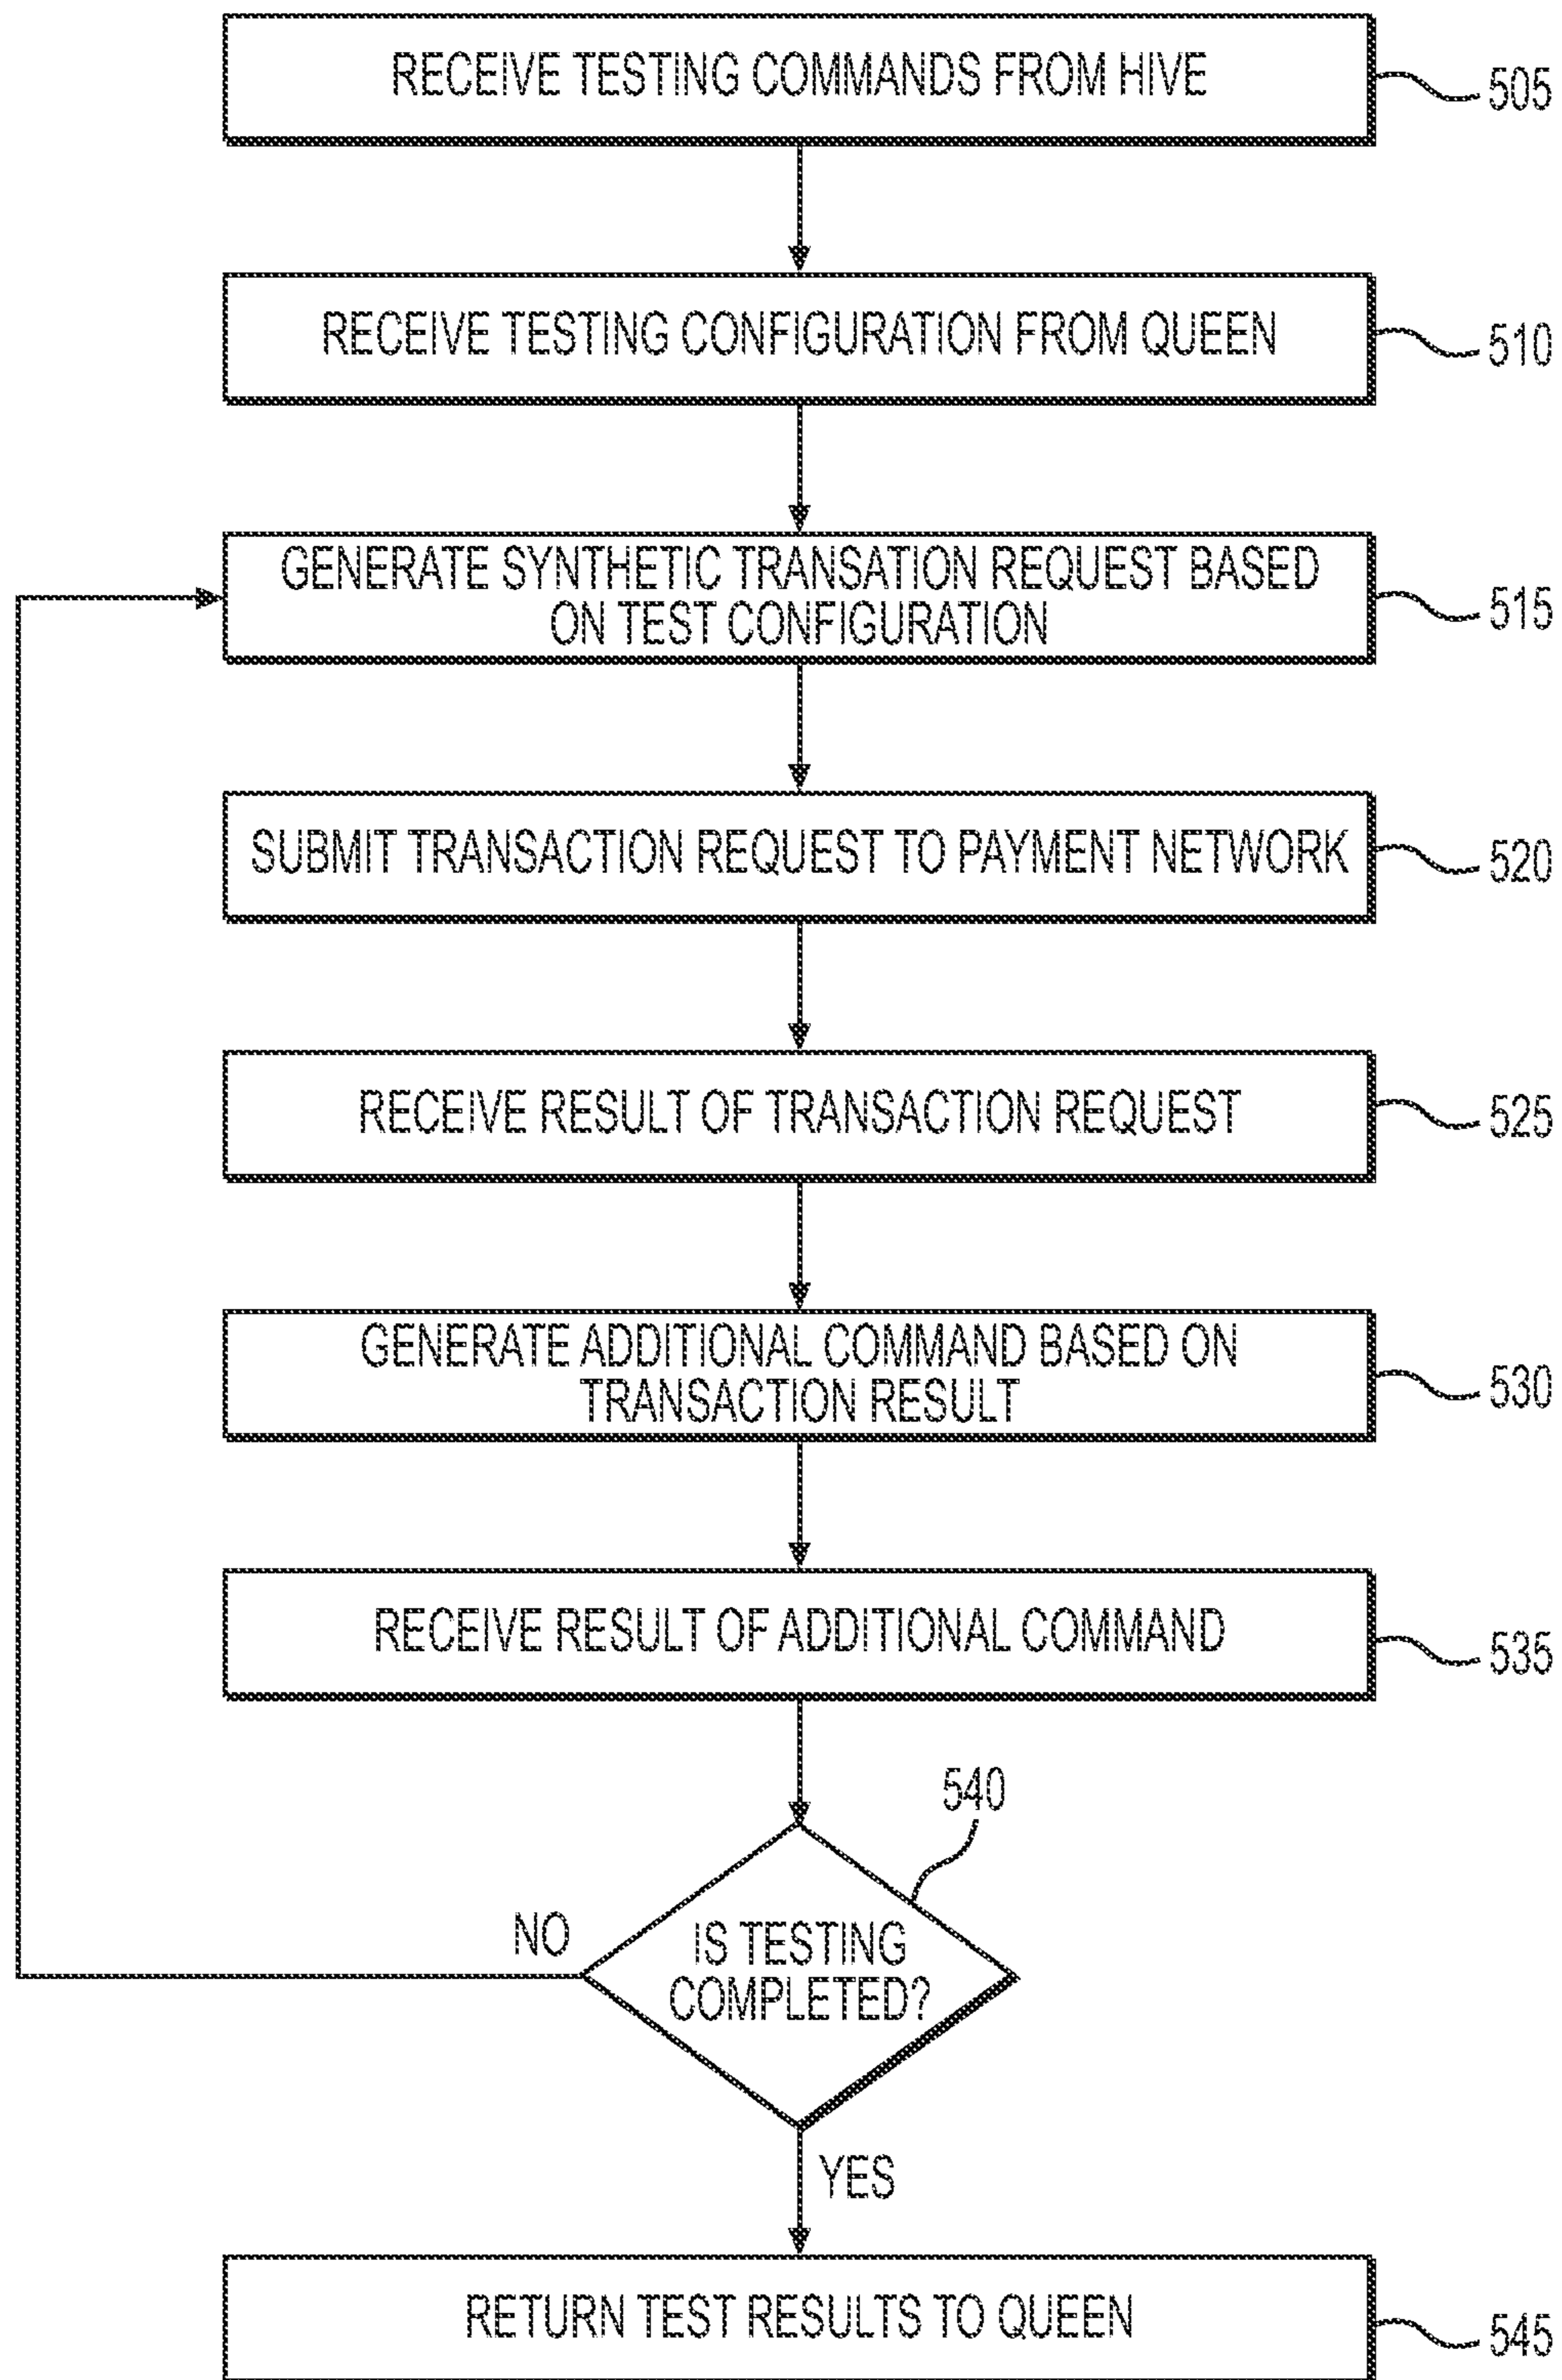 RECEIVE TESTING COMMANDS FROM HIVE
505
RECEIVE TESTING CONFIGURATION FROM QUEEN
510
GENERATE SYNTHETIC TRANSATION REQUEST BASED
ON TEST CONFIGURATION
515
SUBMIT TRANSACTION REQUEST TO PAYMENT NETWORK
520
RECEIVE RESULT OF TRANSACTION REQUEST
525
GENERATE ADDITIONAL COMMAND BASED ON
TRANSACTION RESULT
530
RECEIVE RESULT OF ADDITIONAL COMMAND
535
540
NO
IS TESTING
COMPLETED?
YES
RETURN TEST RESULTS TO QUEEN
545